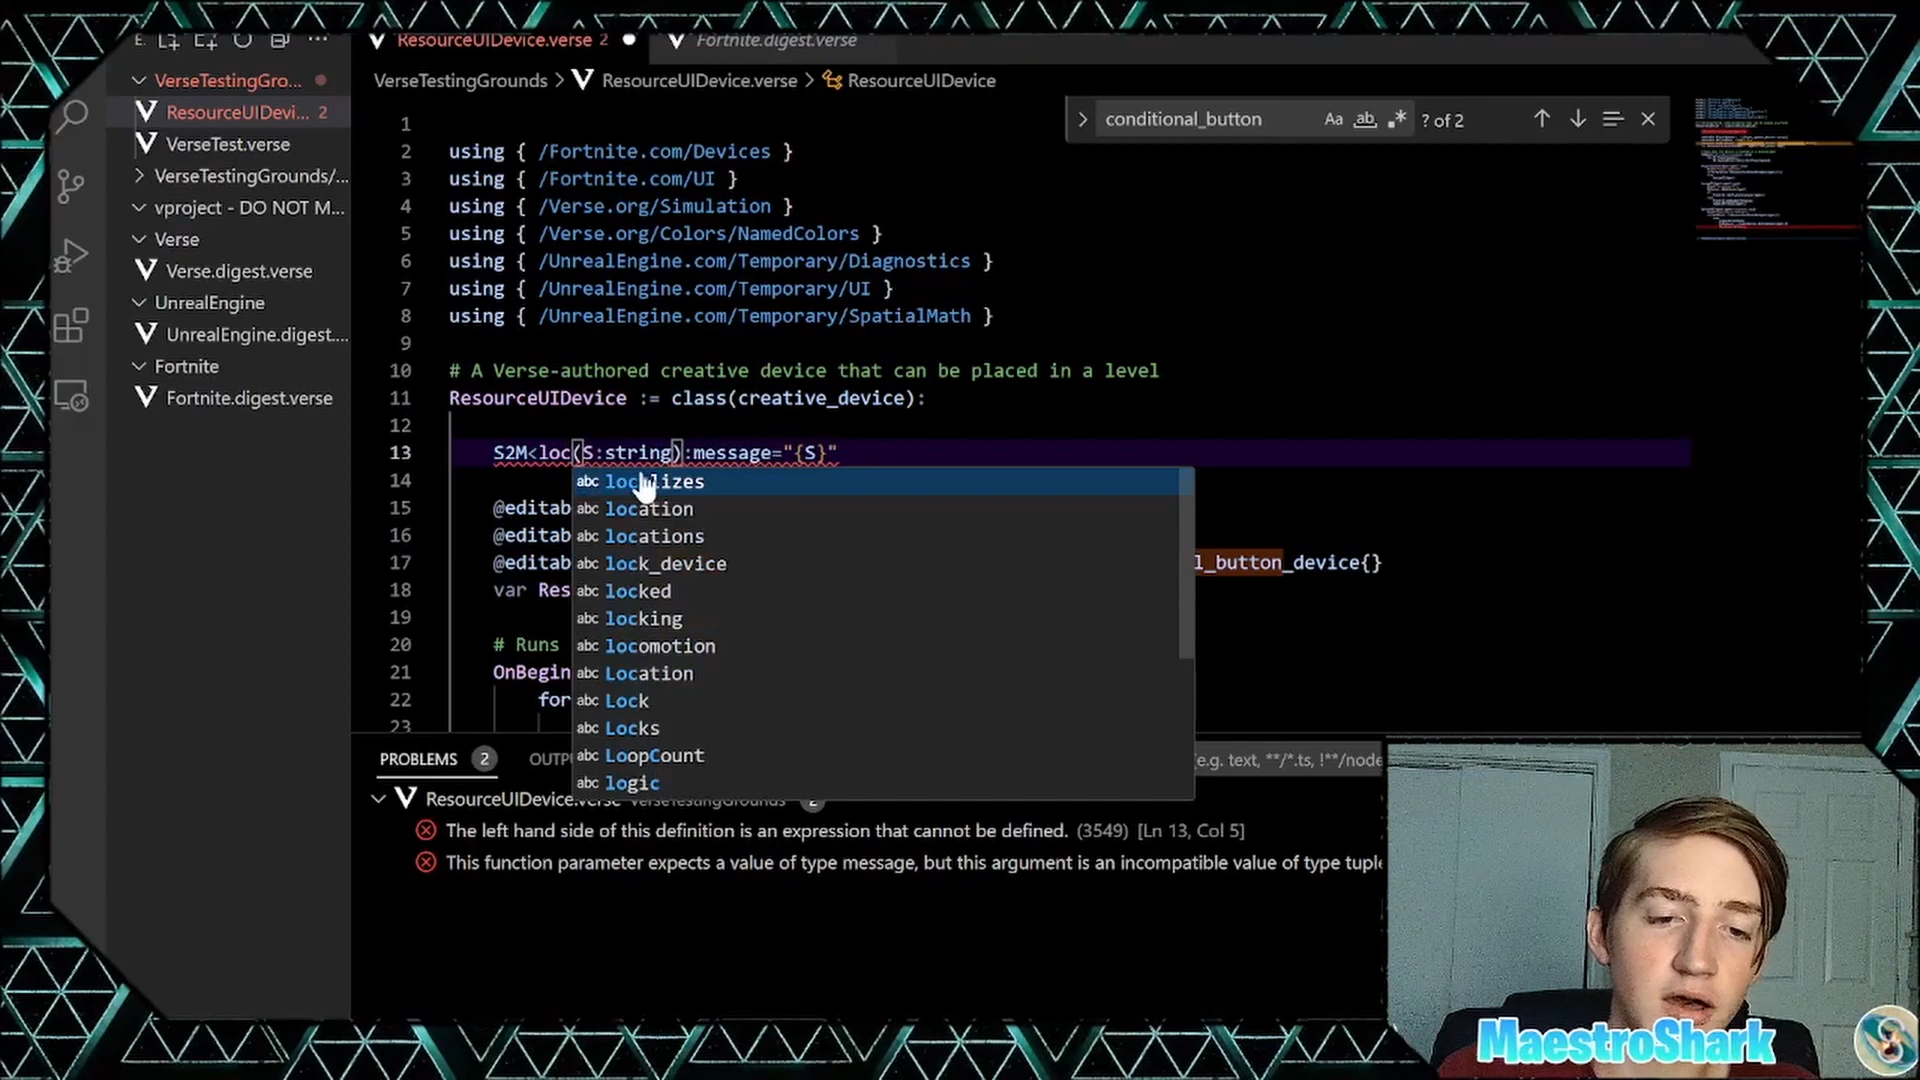 E.
ResourceUIDevice.verse 2
Fortnite.digest.verse
VerseTestingGro...
VerseTestingGrounds > ResourceUIDevice.verse > ResourceUIDevice
ResourceUIDevi... 2
VerseTest.verse
VerseTestingGrounds/...
vproject - DO NOT M...
Verse
Verse.digest.verse
UnrealEngine
UnrealEngine.digest....
Fortnite
Fortnite.digest.verse
conditional_button Aa ab ? of 2
1
2 using { /Fortnite.com/Devices }
3 using { /Fortnite.com/UI }
4 using { /Verse.org/Simulation }
5 using { /Verse.org/Colors/NamedColors }
6 using { /UnrealEngine.com/Temporary/Diagnostics }
7 using { /UnrealEngine.com/Temporary/UI }
8 using { /UnrealEngine.com/Temporary/SpatialMath }
9
10 # A Verse-authored creative device that can be placed in a level
11 ResourceUIDevice := class(creative_device):
12
13 S2M<loc(S:string):message="{S}"
14
15 @editab
16 @editab
17 @editab l_button_device{}
18 var Res
19
20 # Runs
21 OnBegin
22 for
23
abc localizes
abc location
abc locations
abc lock_device
abc locked
abc locking
abc locomotion
abc Location
abc Lock
abc Locks
abc LoopCount
abc logic
PROBLEMS 2 OUTP
e.g. text, **/*.ts, !**/node
ResourceUIDevice.verse VerseTestingGrounds 2
The left hand side of this definition is an expression that cannot be defined. (3549) [Ln 13, Col 5]
This function parameter expects a value of type message, but this argument is an incompatible value of type tuple
MaestroShark